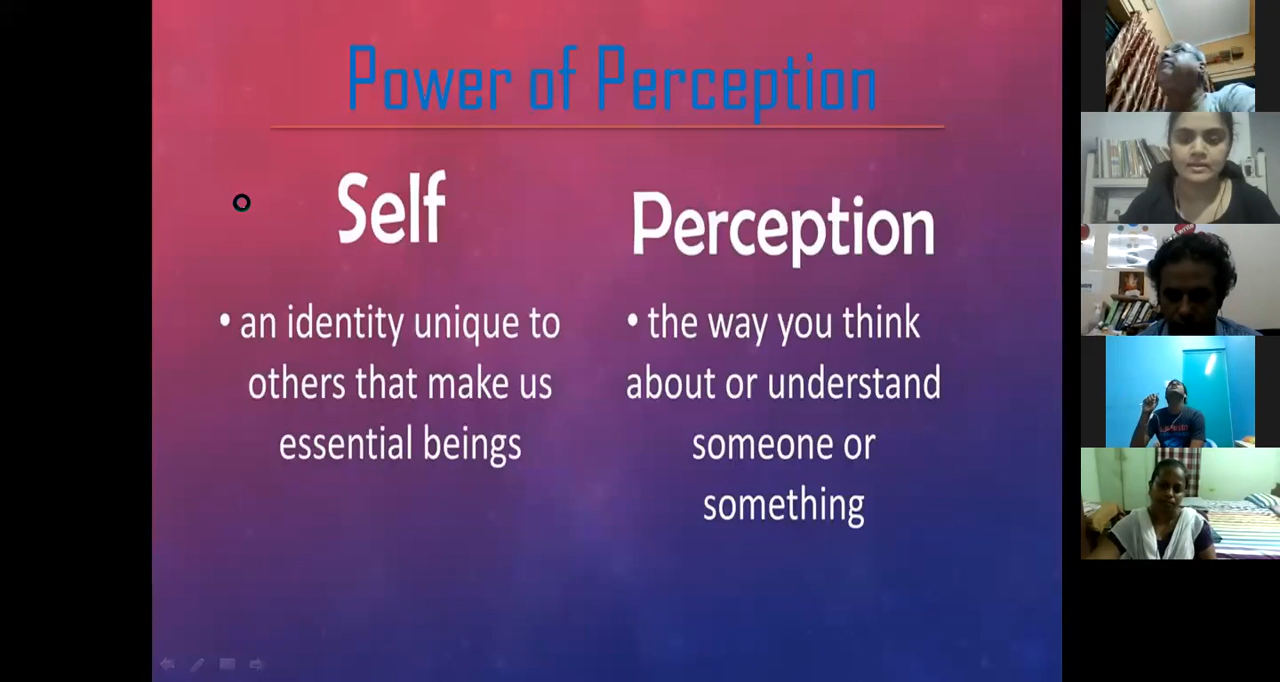 Power of Perception
Self
• an identity unique to
others that make us
essential beings
Perception
• the way you think
about or understand
someone or
something